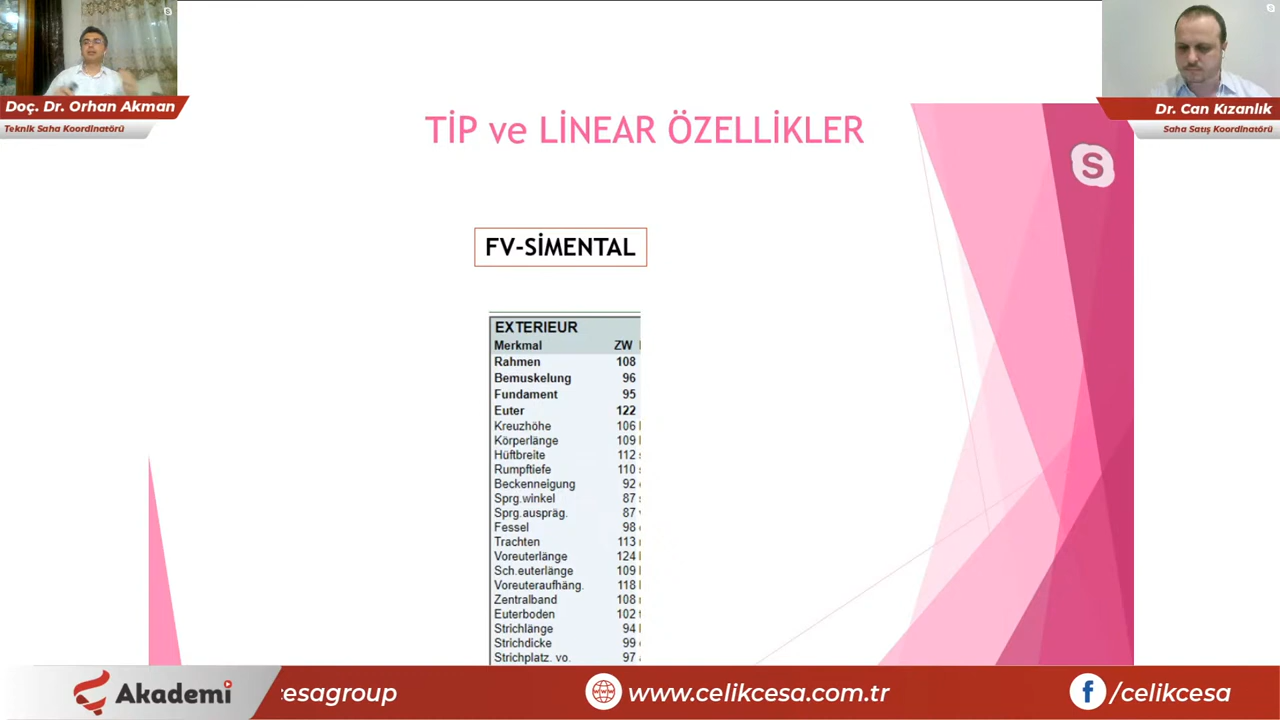 Doç. Dr. Orhan Akman
Teknik Saha Koordinatörü
Dr. Can Kızanlık
Saha Satış Koordinatörü
TİP ve LİNEAR ÖZELLİKLER
FV-SİMENTAL
EXTERIEUR
Merkmal ZW
Rahmen 108
Bemuskelung 96
Fundament 95
Euter 122
Kreuzhöhe 106
Körperlänge 109
Hüftbreite 112
Rumpftiefe 110
Beckenneigung 92
Sprg.winkel 87
Sprg.auspräg. 87
Fessel 98
Trachten 113
Voreuterlänge 124
Sch.euterlänge 109
Voreuteraufhäng. 118
Zentralband 108
Euterboden 102
Strichlänge 94
Strichdicke 99
Strichplatz. vo. 97
Akademi
cesagroup
www.celikcesa.com.tr
/celikcesa